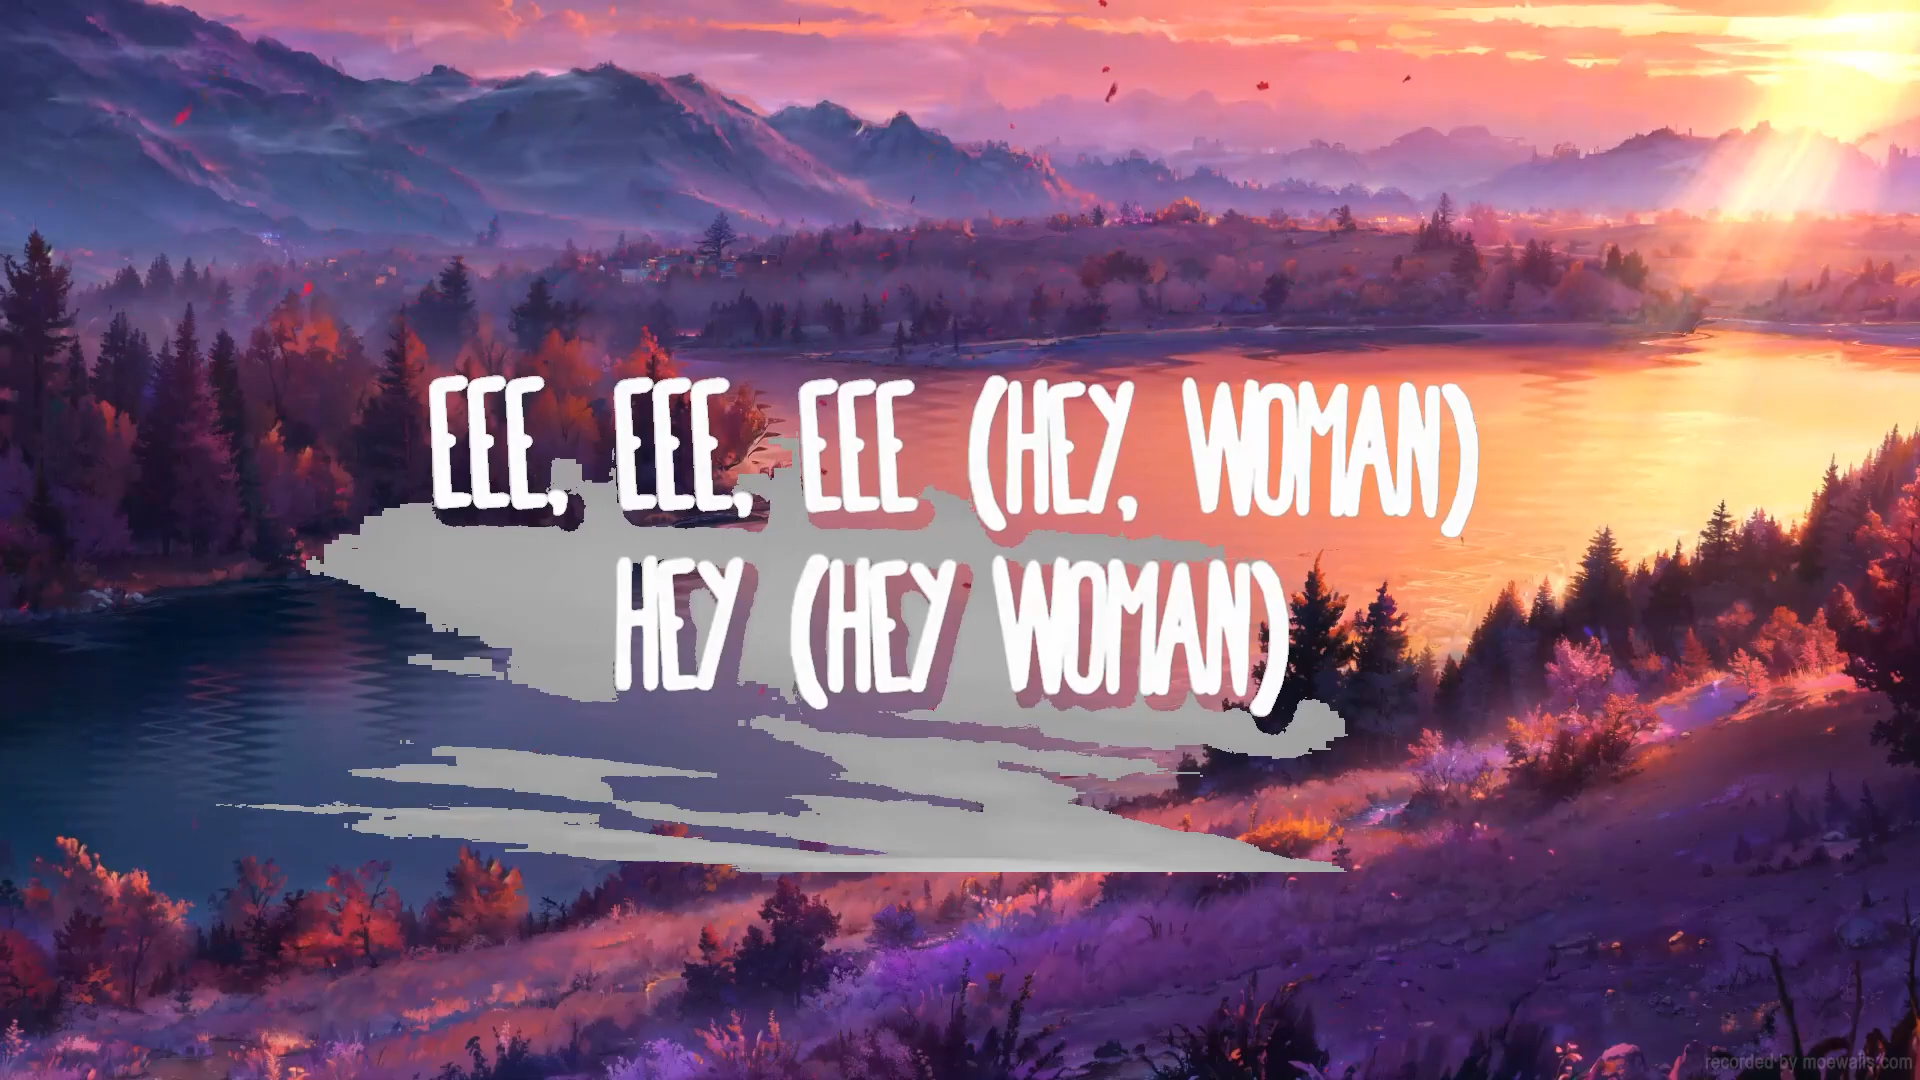 EEE, EEE, EEE (HEY, WOMAN)
HEY (HEY WOMAN)
recorded by moewalls.com